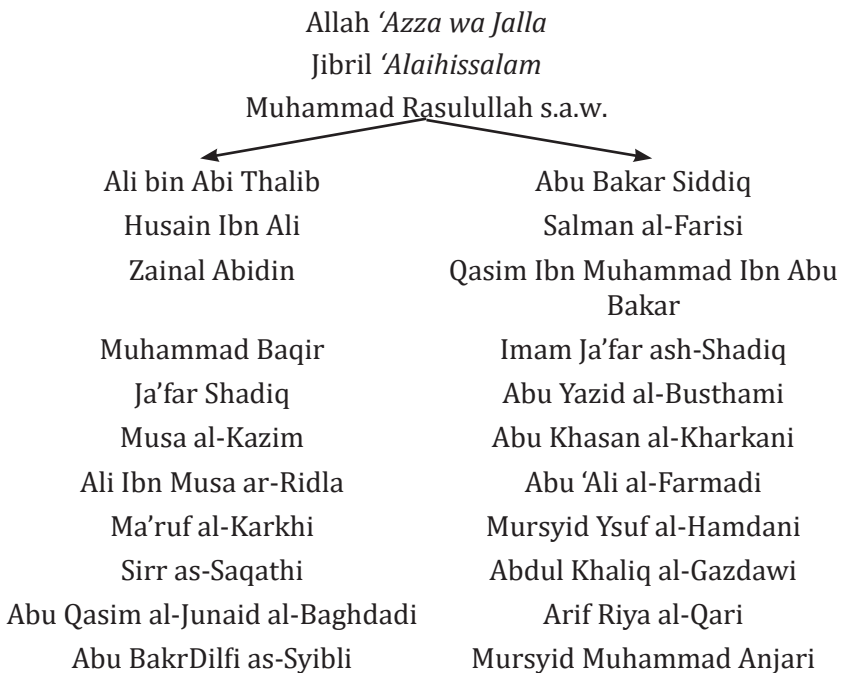 Allah ‘Azza wa Jalla
Jibril ‘Alaihissalam
Muhammad Rasulullah s.a.w.
Ali bin Abi Thalib
Husain Ibn Ali
Zainal Abidin
Muhammad Baqir
Ja’far Shadiq
Musa al-Kazim
Ali Ibn Musa ar-Ridla
Ma’ruf al-Karkhi
Sirr as-Saqathi
Abu Qasim al-Junaid al-Baghdadi
Abu BakrDilfi as-Syibli
Abu Bakar Siddiq
Salman al-Farisi
Qasim Ibn Muhammad Ibn Abu
Bakar
Imam Ja’far ash-Shadiq
Abu Yazid al-Busthami
Abu Khasan al-Kharkani
Abu ‘Ali al-Farmadi
Mursyid Ysuf al-Hamdani
Abdul Khaliq al-Gazdawi
Arif Riya al-Qari
Mursyid Muhammad Anjari